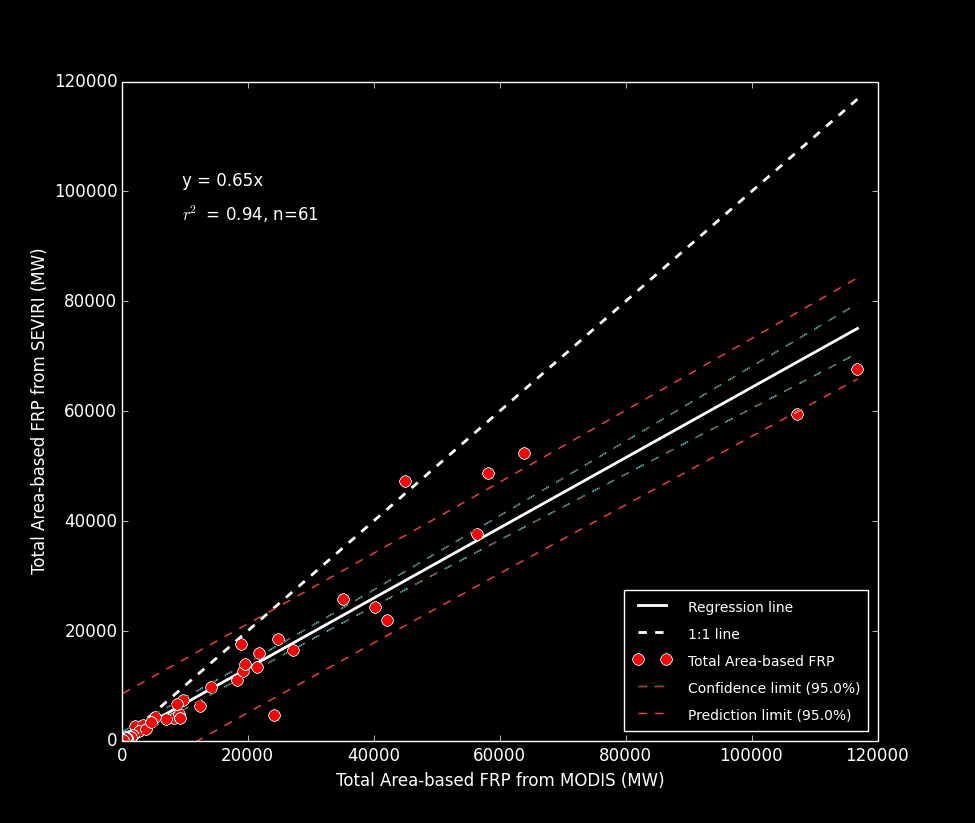 120000
100000
80000
60000
40000
20000
0
Total Area-based FRP from SEVIRI (MW)
y = 0.65x
r² = 0.94, n=61
Regression line
1:1 line
Total Area-based FRP
Confidence limit (95.0%)
Prediction limit (95.0%)
0 20000 40000 60000 80000 100000 120000
Total Area-based FRP from MODIS (MW)